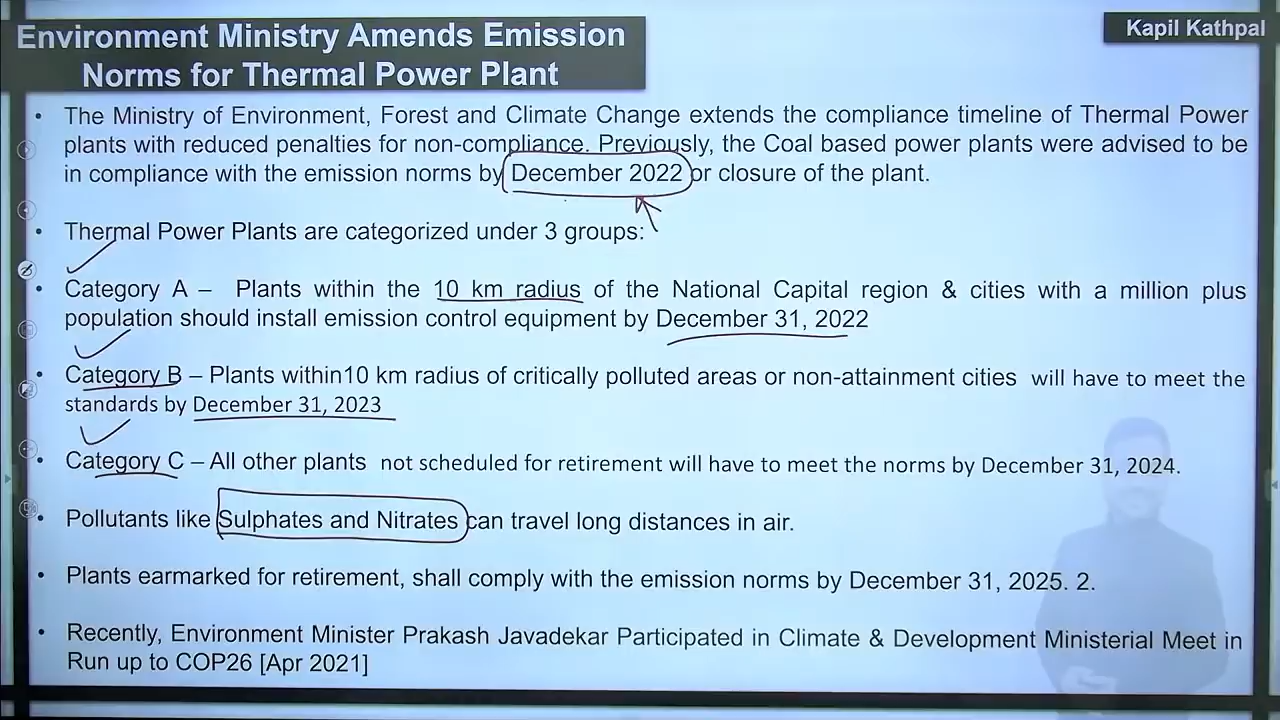 Environment Ministry Amends Emission
Norms for Thermal Power Plant
Kapil Kathpal
• The Ministry of Environment, Forest and Climate Change extends the compliance timeline of Thermal Power
plants with reduced penalties for non-compliance. Previously, the Coal based power plants were advised to be
in compliance with the emission norms by December 2022 or closure of the plant.
• Thermal Power Plants are categorized under 3 groups:
• Category A – Plants within the 10 km radius of the National Capital region & cities with a million plus
population should install emission control equipment by December 31, 2022
• Category B – Plants within10 km radius of critically polluted areas or non-attainment cities will have to meet the
standards by December 31, 2023
• Category C – All other plants not scheduled for retirement will have to meet the norms by December 31, 2024.
• Pollutants like Sulphates and Nitrates can travel long distances in air.
• Plants earmarked for retirement, shall comply with the emission norms by December 31, 2025. 2.
• Recently, Environment Minister Prakash Javadekar Participated in Climate & Development Ministerial Meet in
Run up to COP26 [Apr 2021]